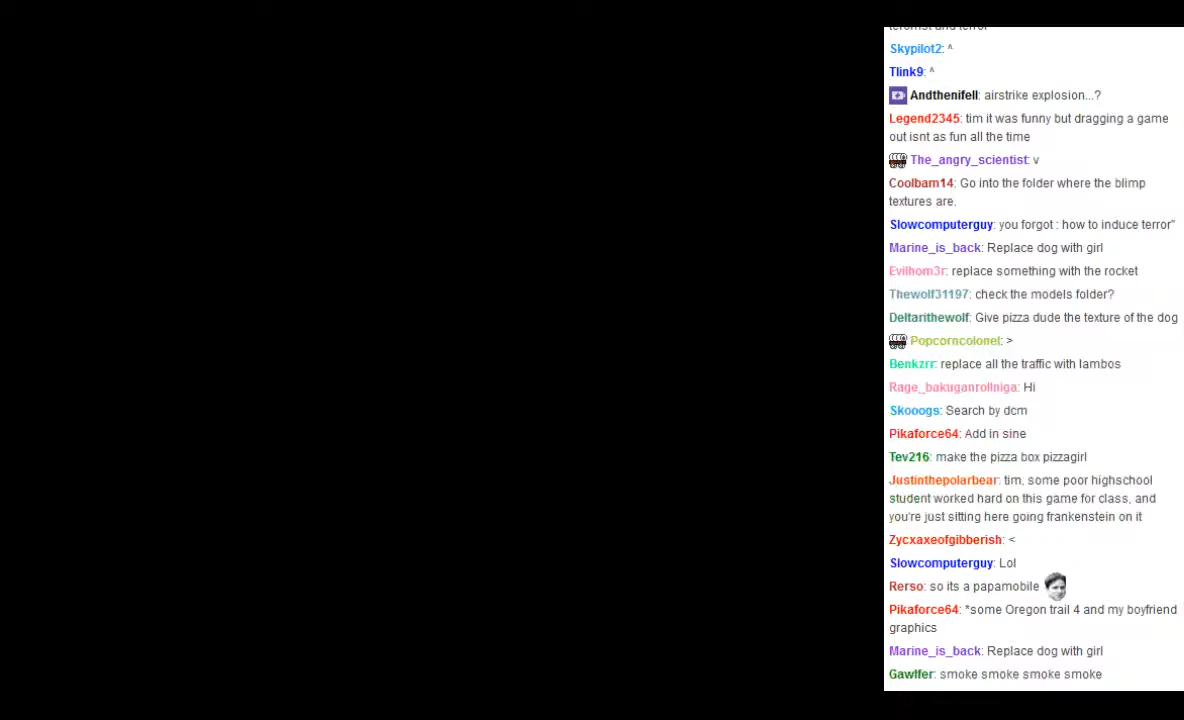 terrorist and terror
Skypilot2: ^
Tlink9: ^
Andthenifell: airstrike explosion...?
Legend2345: tim it was funny but dragging a game
out isnt as fun all the time
The_angry_scientist: v
Coolbam14: Go into the folder where the blimp
textures are.
Slowcomputerguy: you forgot : how to induce terror"
Marine_is_back: Replace dog with girl
Evilhom3r: replace something with the rocket
Thewolf31197: check the models folder?
Deltarithewolf: Give pizza dude the texture of the dog
Popcorncolonel: >
Benkzrr: replace all the traffic with lambos
Rage_bakuganrollniga: Hi
Skooogs: Search by dcm
Pikaforce64: Add in sine
Tev216: make the pizza box pizzagirl
Justinthepolarbear: tim, some poor highschool
student worked hard on this game for class, and
you're just sitting here going frankenstein on it
Zycxaxeofgibberish: <
Slowcomputerguy: Lol
Rerso: so its a papamobile
Pikaforce64: *some Oregon trail 4 and my boyfriend
graphics
Marine_is_back: Replace dog with girl
Gawlfer: smoke smoke smoke smoke